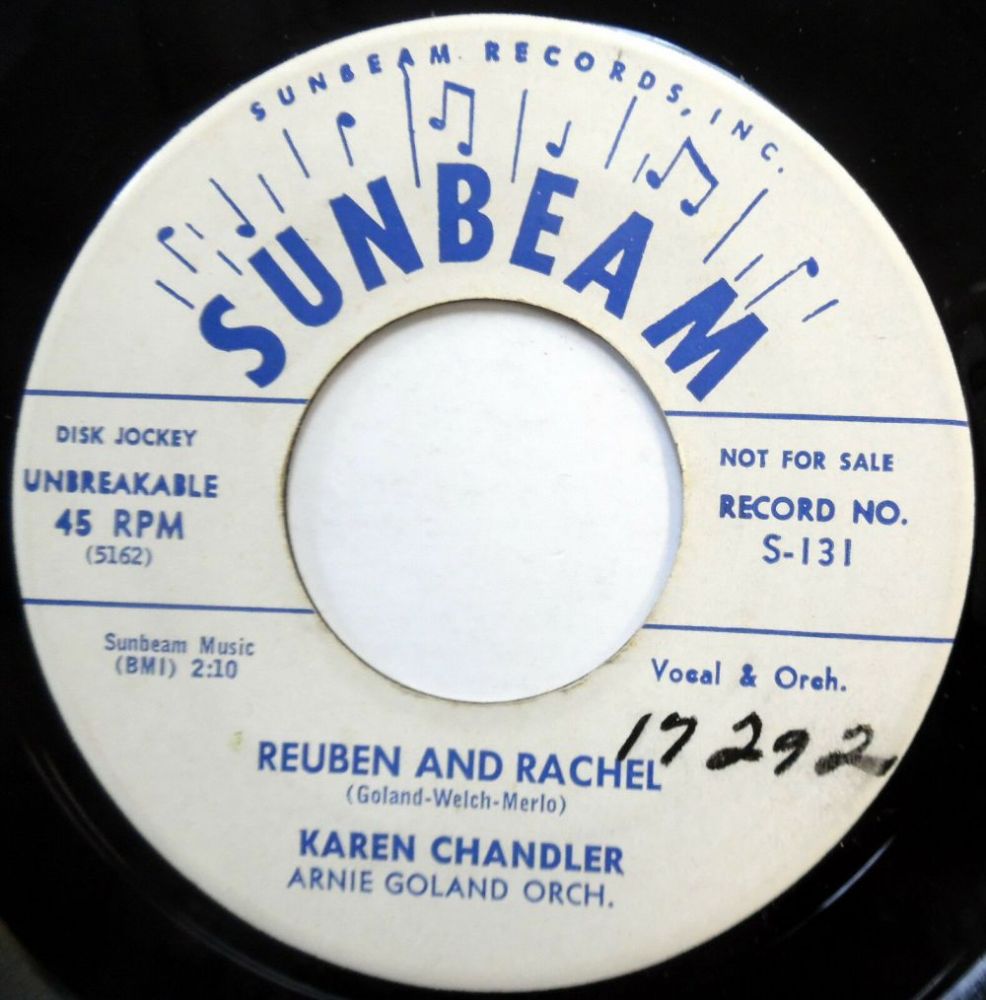 SUNBEAM RECORDS, INC.
SUNBEAM
DISK JOCKEY
UNBREAKABLE
45 RPM
(5162)
NOT FOR SALE
RECORD NO.
S-131
Sunbeam Music
(BMI) 2:10
Vocal & Orch.
17292
REUBEN AND RACHEL
(Goland-Welch-Merlo)
KAREN CHANDLER
ARNIE GOLAND ORCH.